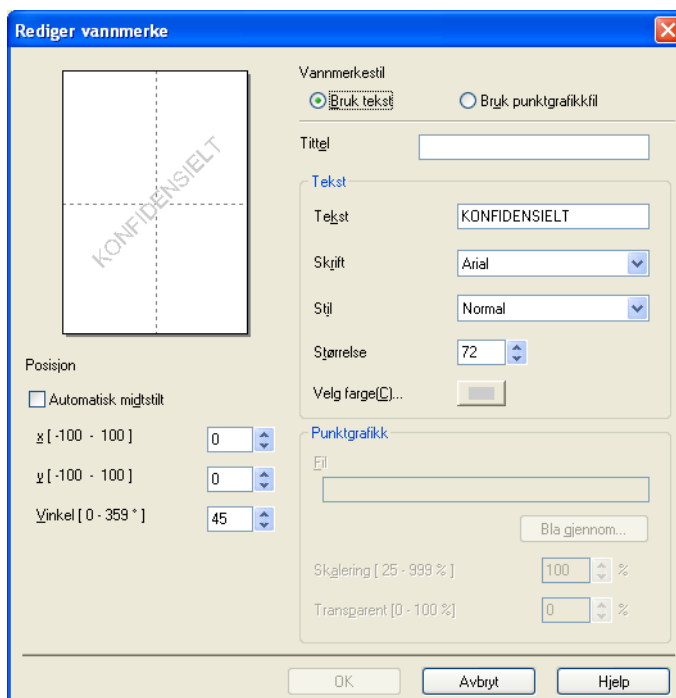 Rediger vannmerke
KONFIDENSIELT
Vannmerkestil
Bruk tekst Bruk punktgrafikkfil
Tittel
Tekst
Tekst KONFIDENSIELT
Skrift Arial
Stil Normal
Størrelse 72
Velg farge(C)...
Posisjon
Automatisk midtstilt
x [ -100 - 100 ] 0
y [ -100 - 100 ] 0
Vinkel [ 0 - 359 ° ] 45
Punktgrafikk
Fil
Bla gjennom...
Skalering [ 25 - 999 % ] 100 %
Transparent [0 - 100 %] 0 %
OK Avbryt Hjelp